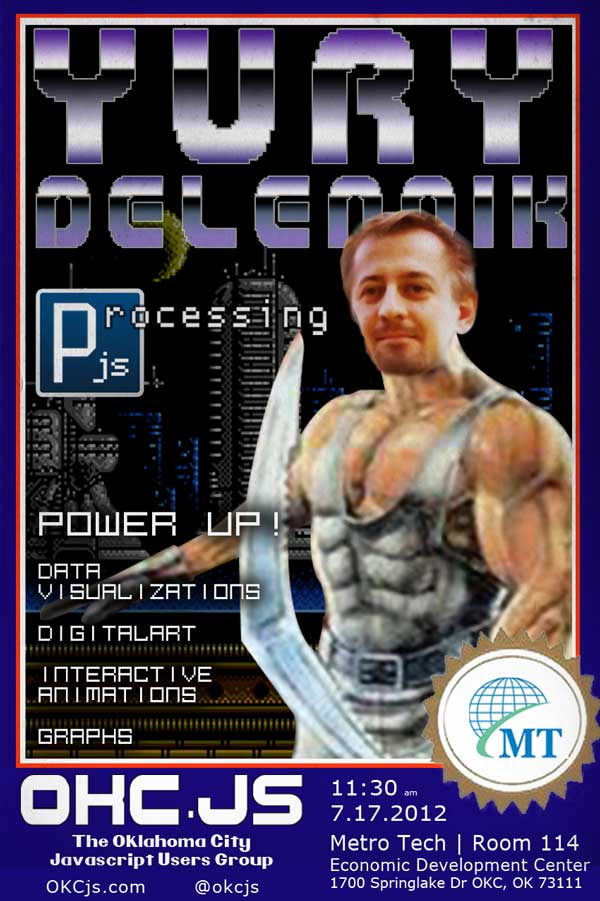 YURY
DELENDIK
Processing
Pjs
POWER UP!
DATA
VISUALIZATIONS
DIGITALART
INTERACTIVE
ANIMATIONS
GRAPHS
MT
OKC.JS
The OKlahoma City
Javascript Users Group
OKCjs.com @okcjs
11:30 am
7.17.2012
Metro Tech | Room 114
Economic Development Center
1700 Springlake Dr OKC, OK 73111